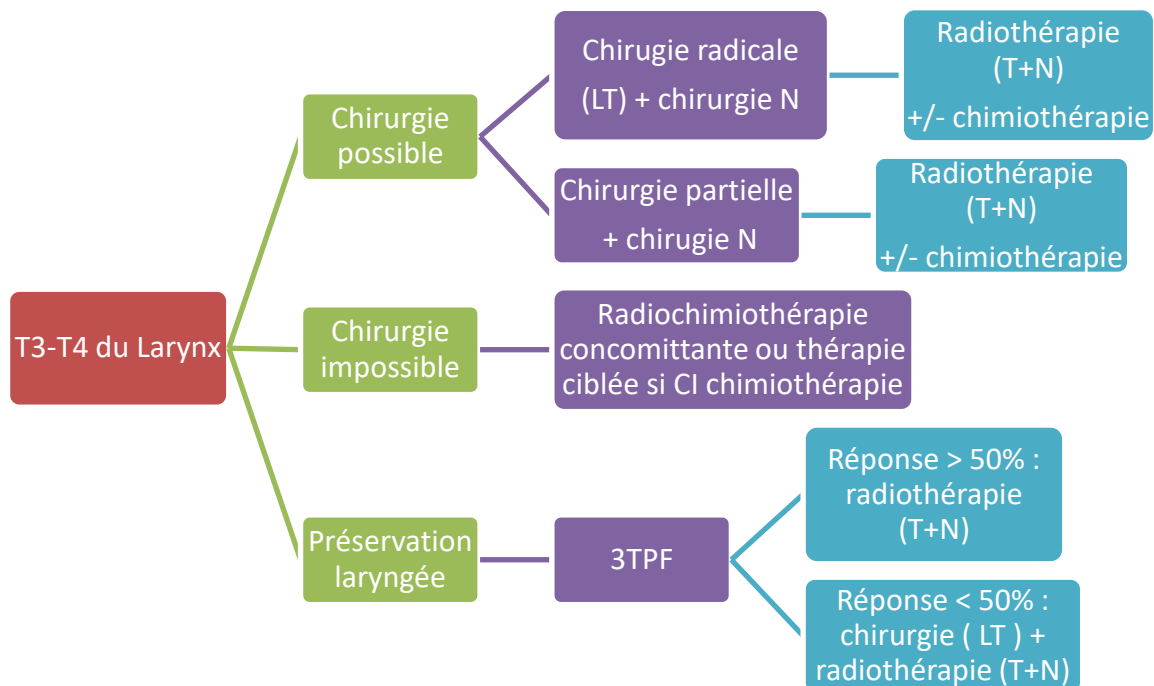 T3-T4 du Larynx
Chirurgie
possible
Chirugie radicale
(LT) + chirurgie N
Radiothérapie
(T+N)
+/- chimiothérapie
Chirurgie partielle
+ chirugie N
Radiothérapie
(T+N)
+/- chimiothérapie
Chirurgie
impossible
Radiochimiothérapie
concomittante ou thérapie
ciblée si CI chimiothérapie
Préservation
laryngée
3TPF
Réponse > 50% :
radiothérapie
(T+N)
Réponse < 50% :
chirurgie ( LT ) +
radiothérapie (T+N)